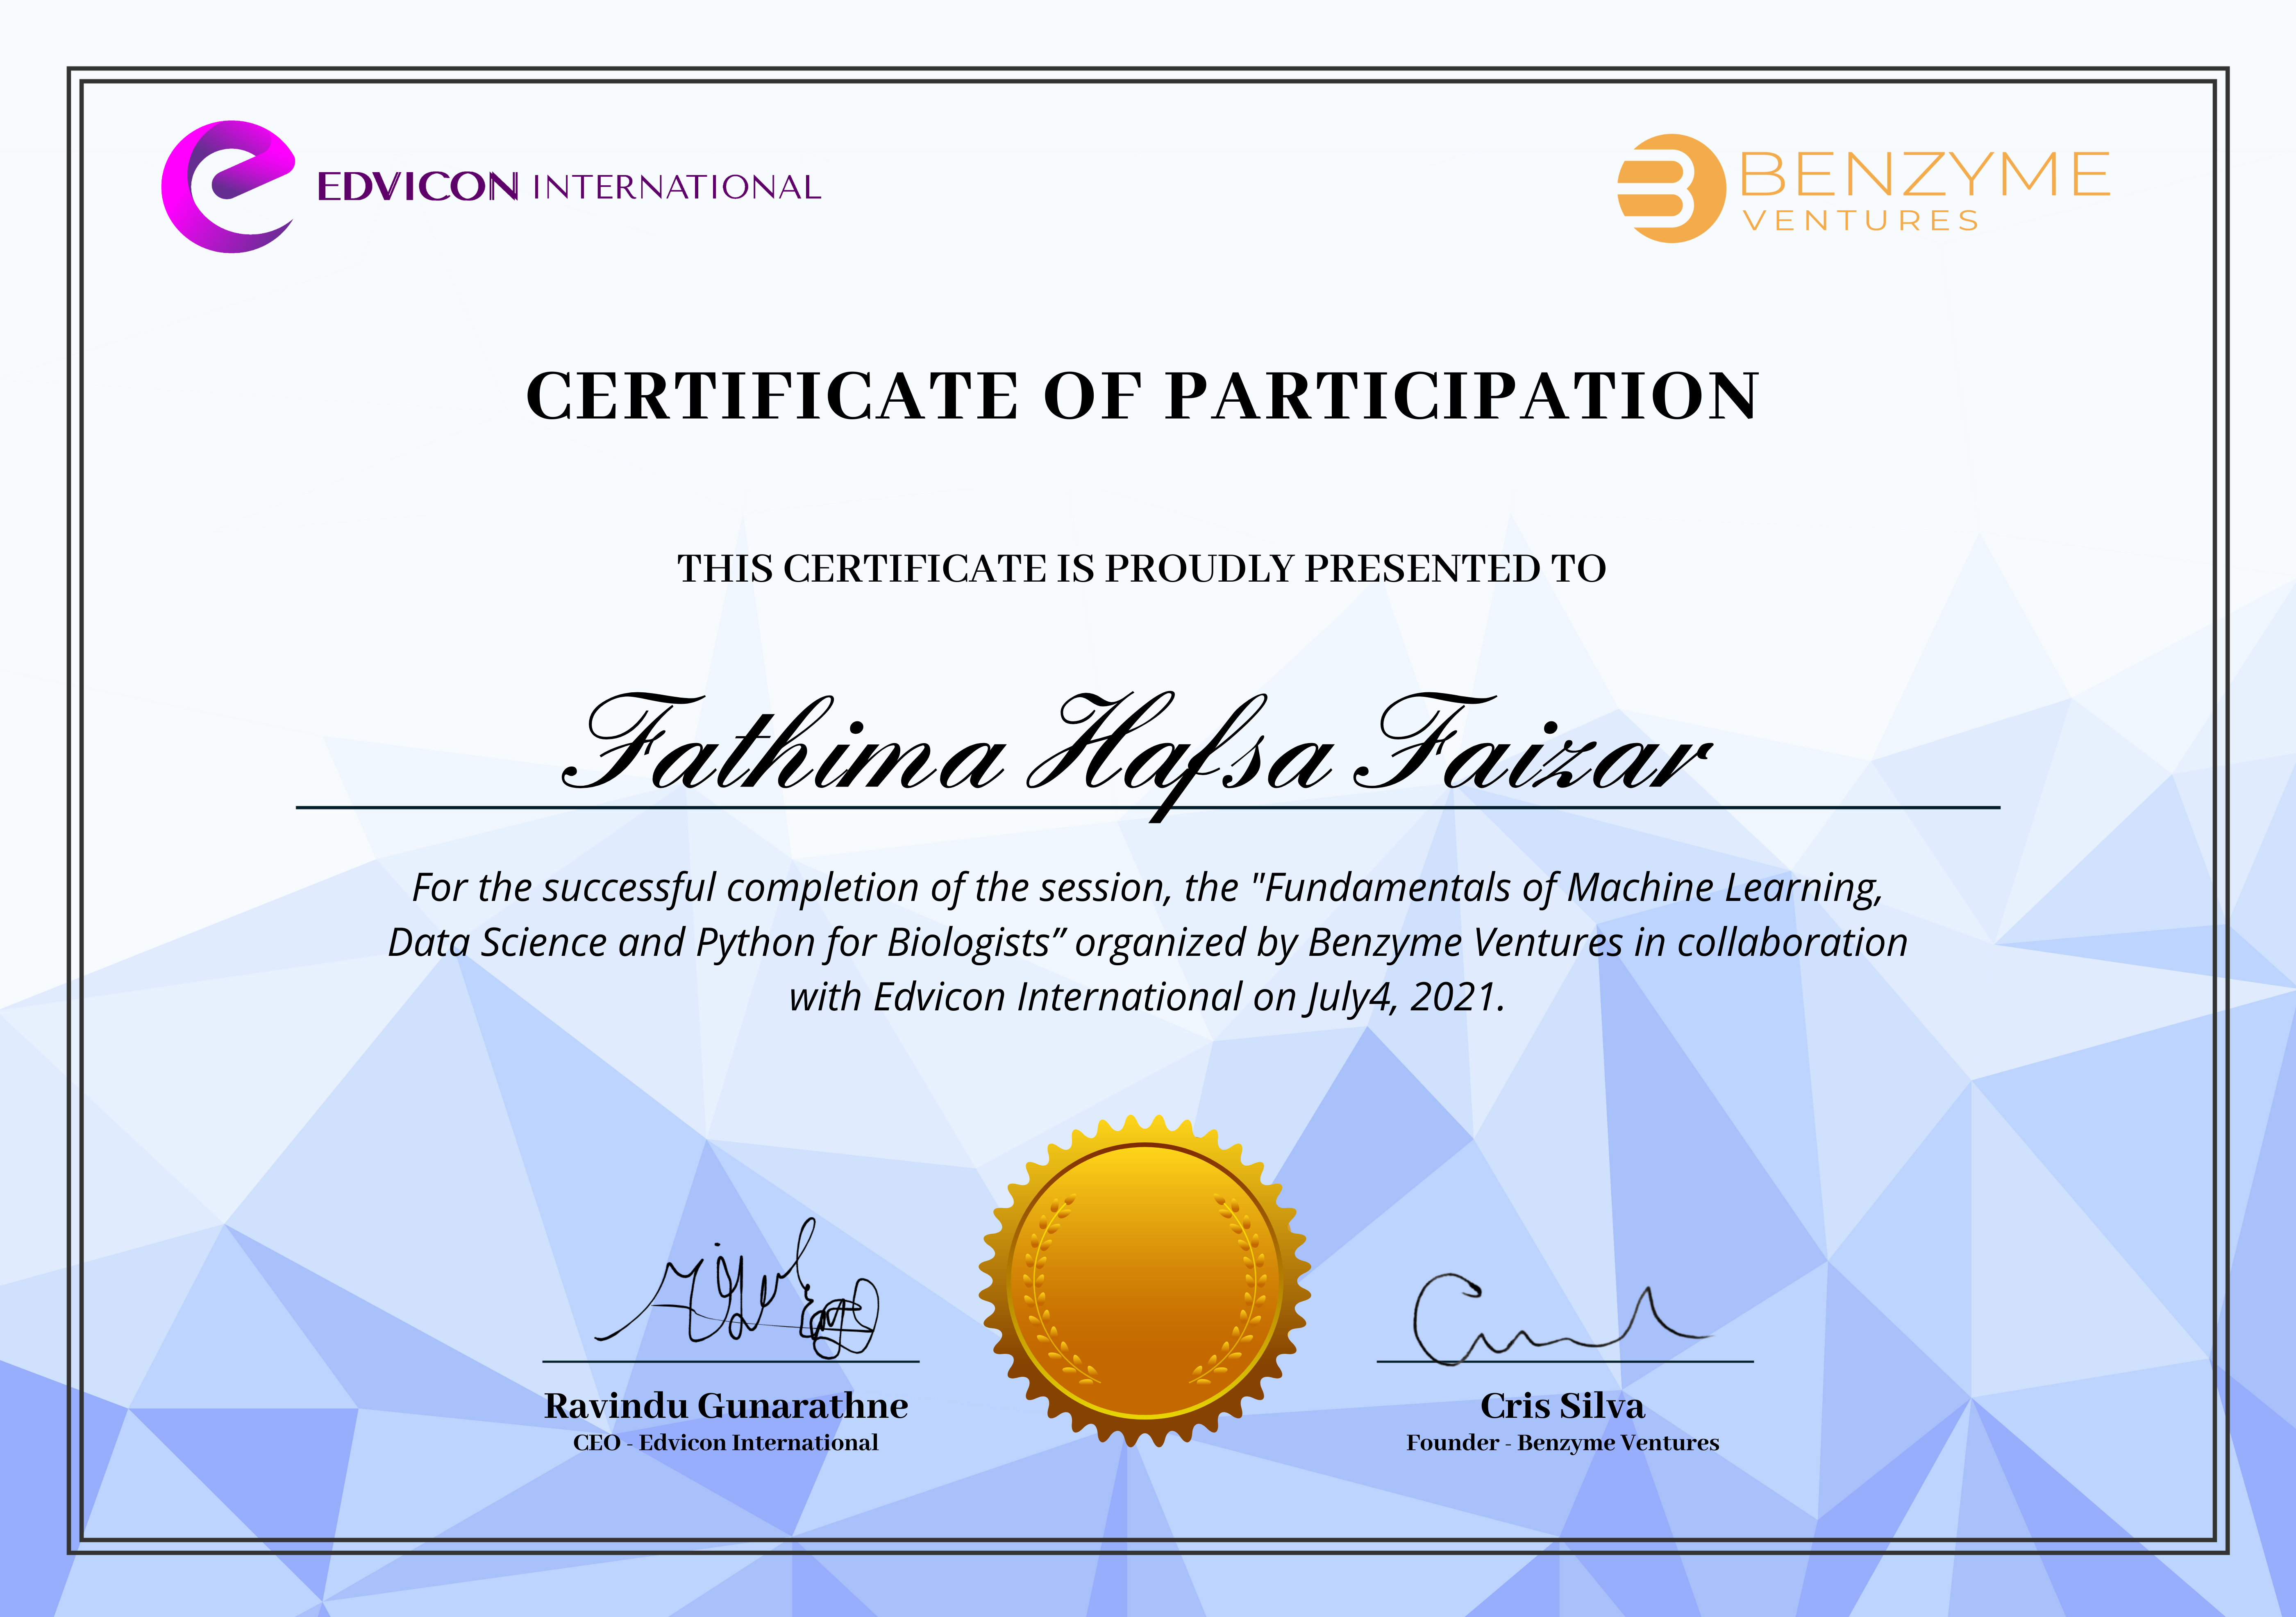 EDVICON INTERNATIONAL
BENZYME
VENTURES
CERTIFICATE OF PARTICIPATION
THIS CERTIFICATE IS PROUDLY PRESENTED TO
Fathima Hafsa Faizar
For the successful completion of the session, the "Fundamentals of Machine Learning,
Data Science and Python for Biologists” organized by Benzyme Ventures in collaboration
with Edvicon International on July4, 2021.
Ravindu Gunarathne
CEO - Edvicon International
Cris Silva
Founder - Benzyme Ventures